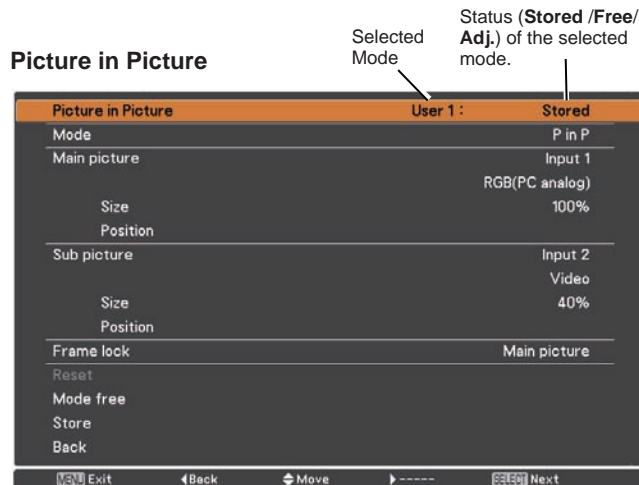 Picture in Picture
Selected
Mode
Status (Stored /Free/
Adj.) of the selected
mode.
Picture in Picture User 1 : Stored
Mode P in P
Main picture Input 1
RGB(PC analog)
Size 100%
Position
Sub picture Input 2
Video
Size 40%
Position
Frame lock Main picture
Reset
Mode free
Store
Back
MENU Exit ◀Back ◆Move ▶----- SELECT Next